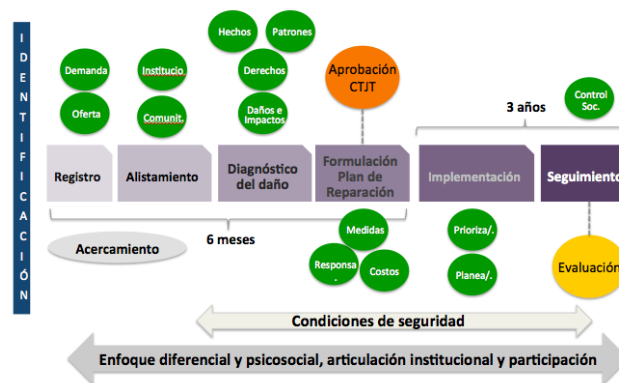 IDENTIFICACIÓN
Hechos
Patrones
Demanda
Institucio.
Derechos
Aprobación
CTJT
Oferta
Comunit.
Daños e
Impactos
3 años
Control
Soc.
Registro
Alistamiento
Diagnóstico
del daño
Formulación
Plan de
Reparación
Implementación
Seguimiento
Acercamiento
6 meses
Medidas
Responsa
.
Costos
Prioriza/.
Planea/.
Evaluación
Condiciones de seguridad
Enfoque diferencial y psicosocial, articulación institucional y participación